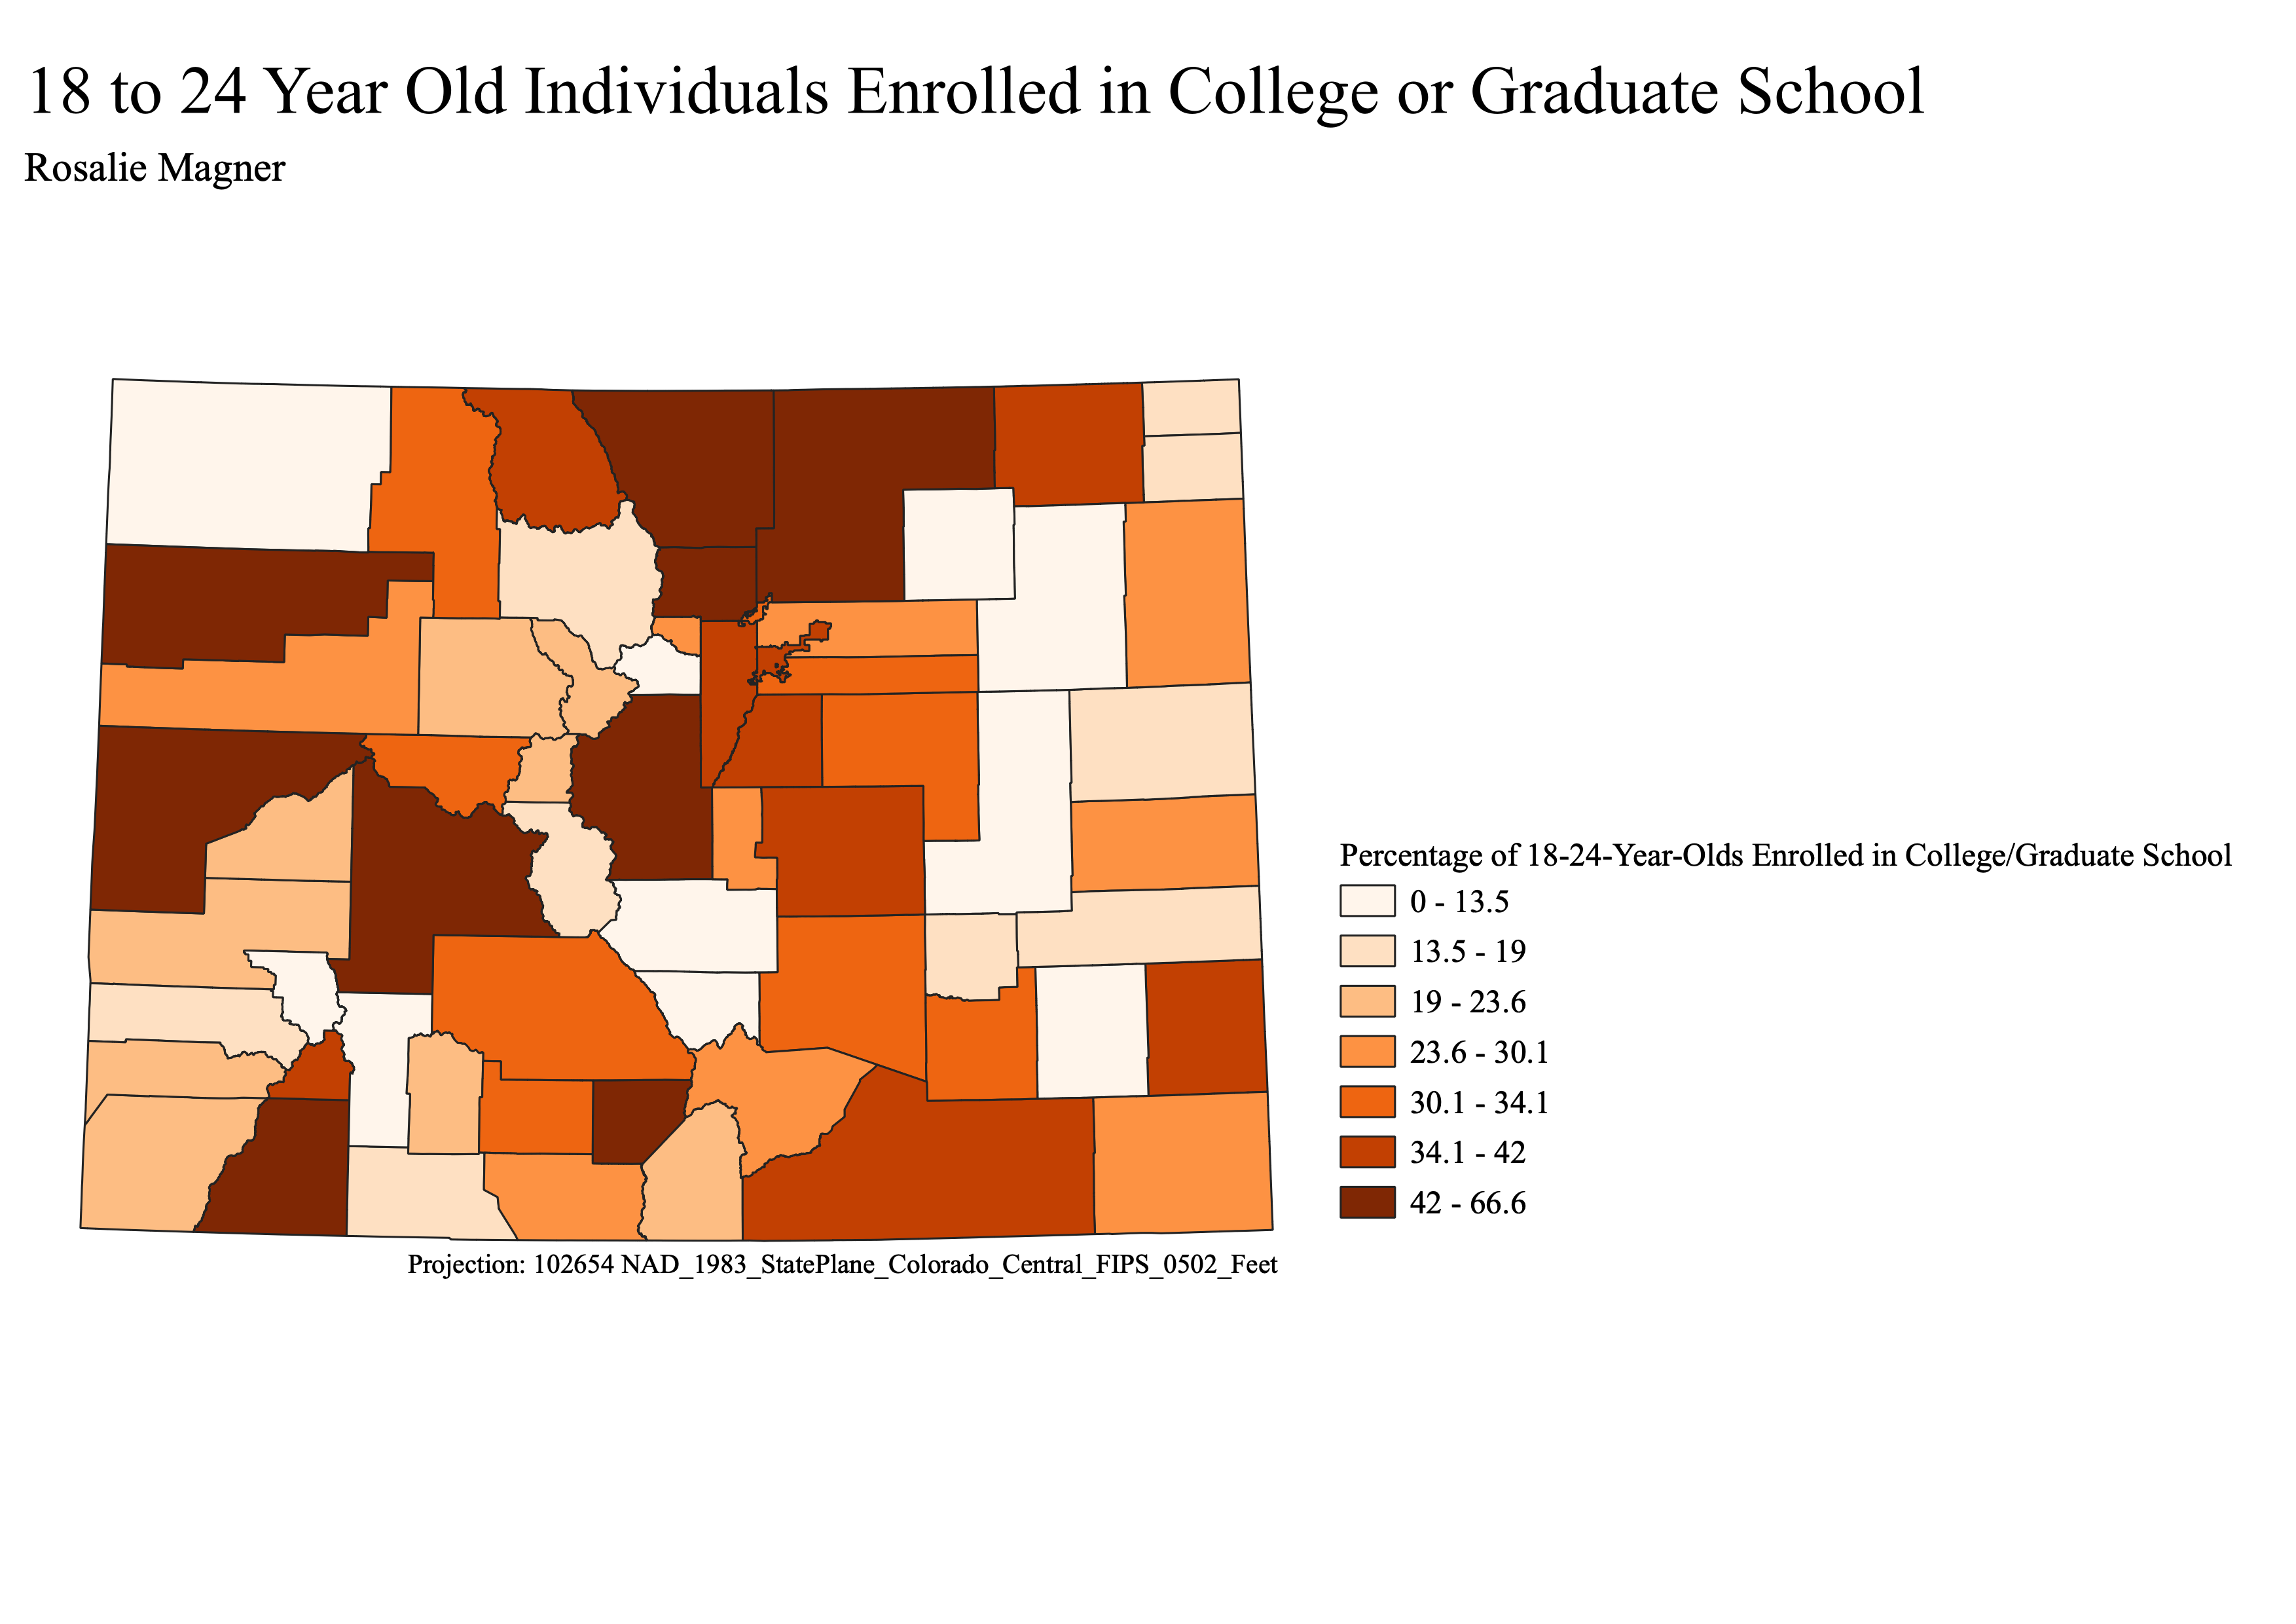 18 to 24 Year Old Individuals Enrolled in College or Graduate School
Rosalie Magner
Percentage of 18-24-Year-Olds Enrolled in College/Graduate School
0 - 13.5
13.5 - 19
19 - 23.6
23.6 - 30.1
30.1 - 34.1
34.1 - 42
42 - 66.6
Projection: 102654 NAD_1983_StatePlane_Colorado_Central_FIPS_0502_Feet